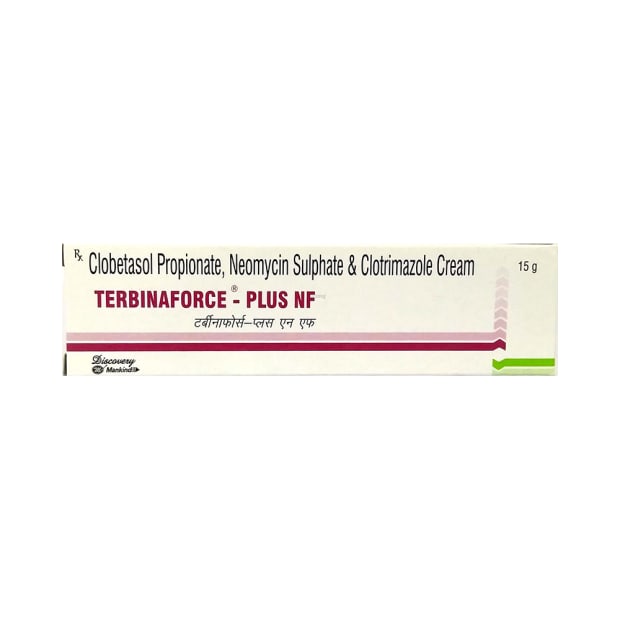 Rx Clobetasol Propionate, Neomycin Sulphate & Clotrimazole Cream
15 g
TERBINAFORCE® - PLUS NF
टर्बीनाफोर्स–प्लस एन एफ
Discovery
Mankind